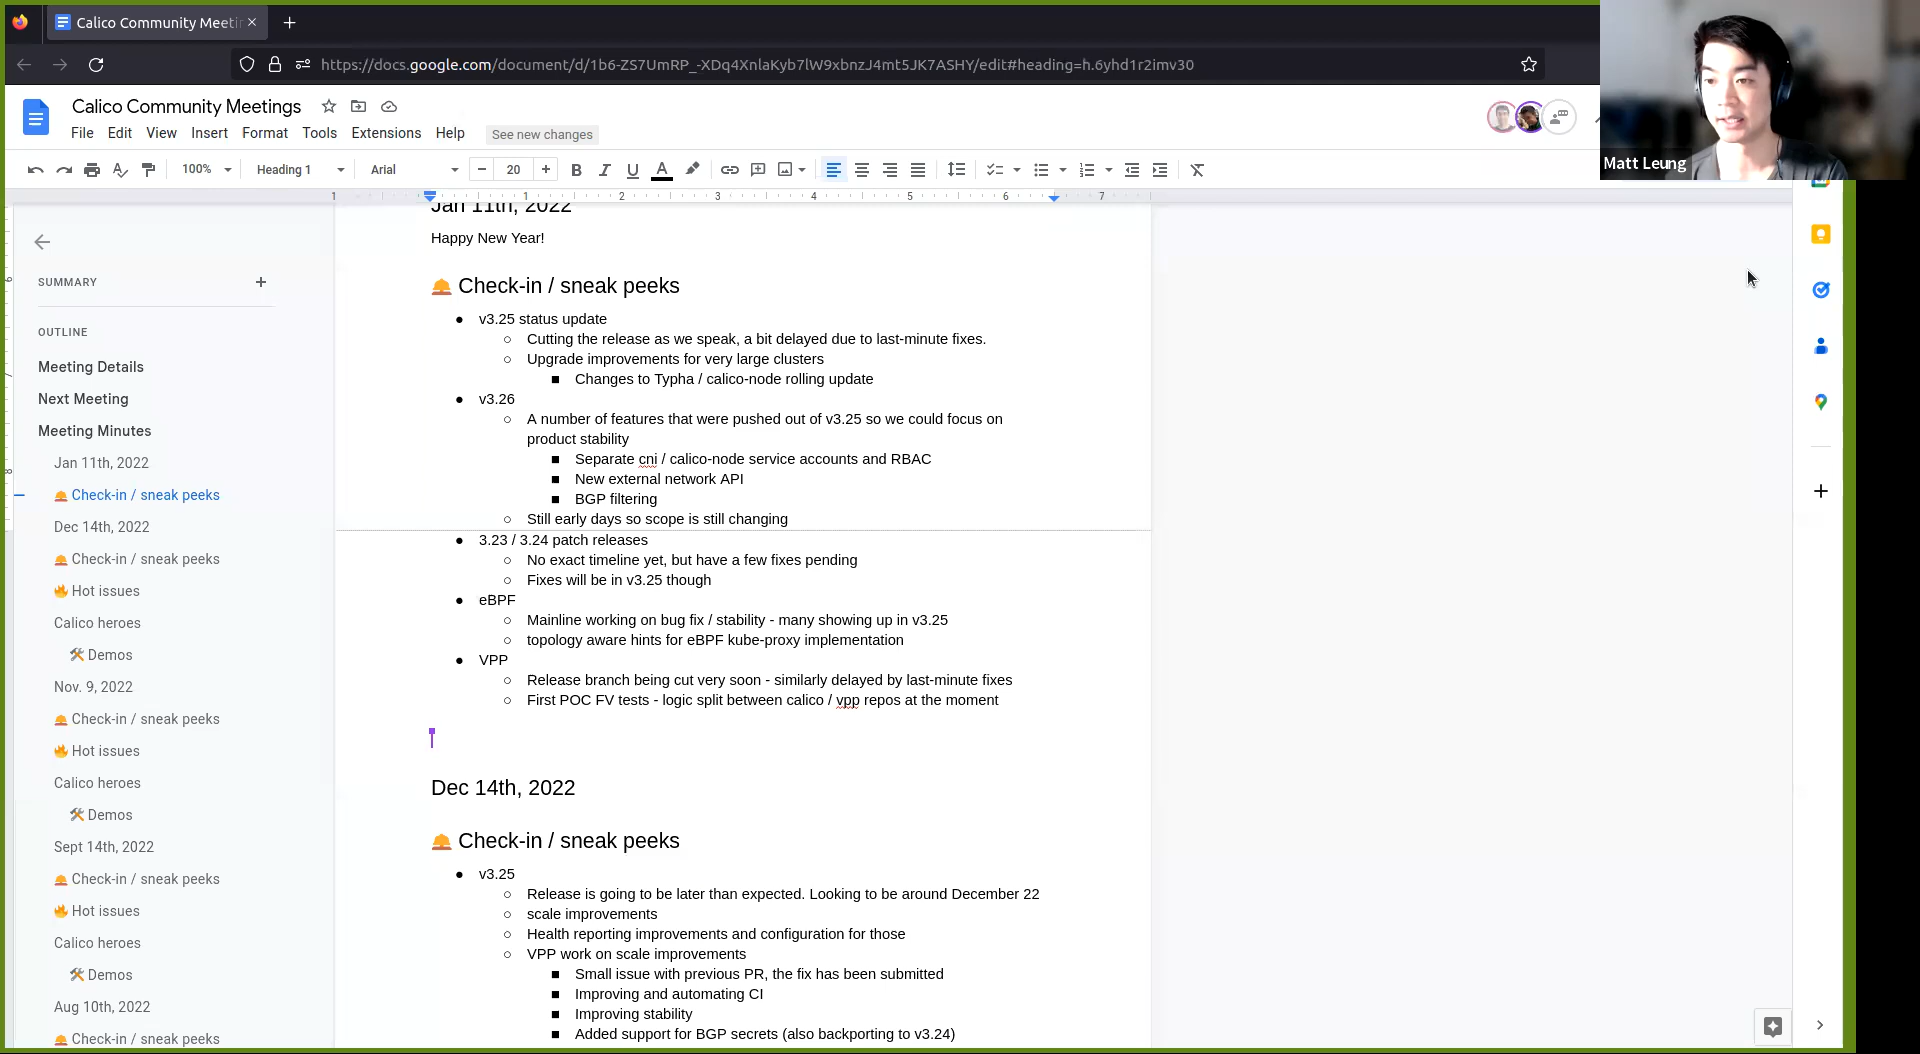 Calico Community Meeti
https://docs.google.com/document/d/1b6-ZS7UmRP_-XDq4XnlaKyb7lW9xbnzJ4mt5JK7ASHY/edit#heading=h.6yhd1r2imv30
Calico Community Meetings
File Edit View Insert Format Tools Extensions Help See new changes
Matt Leung
100% Heading 1 Arial 20 B I U A
1 1 2 3 4 5 6 7
SUMMARY
OUTLINE
Meeting Details
Next Meeting
Meeting Minutes
Jan 11th, 2022
Check-in / sneak peeks
Dec 14th, 2022
Check-in / sneak peeks
Hot issues
Calico heroes
Demos
Nov. 9, 2022
Check-in / sneak peeks
Hot issues
Calico heroes
Demos
Sept 14th, 2022
Check-in / sneak peeks
Hot issues
Calico heroes
Demos
Aug 10th, 2022
Check-in / sneak peeks
Jan 11th, 2022
Happy New Year!
Check-in / sneak peeks
● v3.25 status update
○ Cutting the release as we speak, a bit delayed due to last-minute fixes.
○ Upgrade improvements for very large clusters
■ Changes to Typha / calico-node rolling update
● v3.26
○ A number of features that were pushed out of v3.25 so we could focus on
product stability
■ Separate cni / calico-node service accounts and RBAC
■ New external network API
■ BGP filtering
○ Still early days so scope is still changing
● 3.23 / 3.24 patch releases
○ No exact timeline yet, but have a few fixes pending
○ Fixes will be in v3.25 though
● eBPF
○ Mainline working on bug fix / stability - many showing up in v3.25
○ topology aware hints for eBPF kube-proxy implementation
● VPP
○ Release branch being cut very soon - similarly delayed by last-minute fixes
○ First POC FV tests - logic split between calico / vpp repos at the moment
Dec 14th, 2022
Check-in / sneak peeks
● v3.25
○ Release is going to be later than expected. Looking to be around December 22
○ scale improvements
○ Health reporting improvements and configuration for those
○ VPP work on scale improvements
■ Small issue with previous PR, the fix has been submitted
■ Improving and automating CI
■ Improving stability
■ Added support for BGP secrets (also backporting to v3.24)